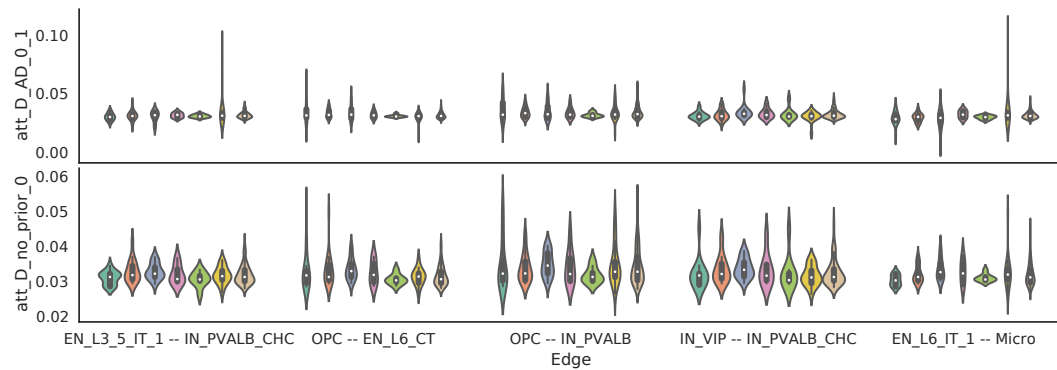 att_D_AD_0_1
0.10
0.05
0.00
att_D_no_prior_0
0.06
0.05
0.04
0.03
0.02
EN_L3_5_IT_1 -- IN_PVALB_CHC OPC -- EN_L6_CT OPC -- IN_PVALB IN_VIP -- IN_PVALB_CHC EN_L6_IT_1 -- Micro
Edge